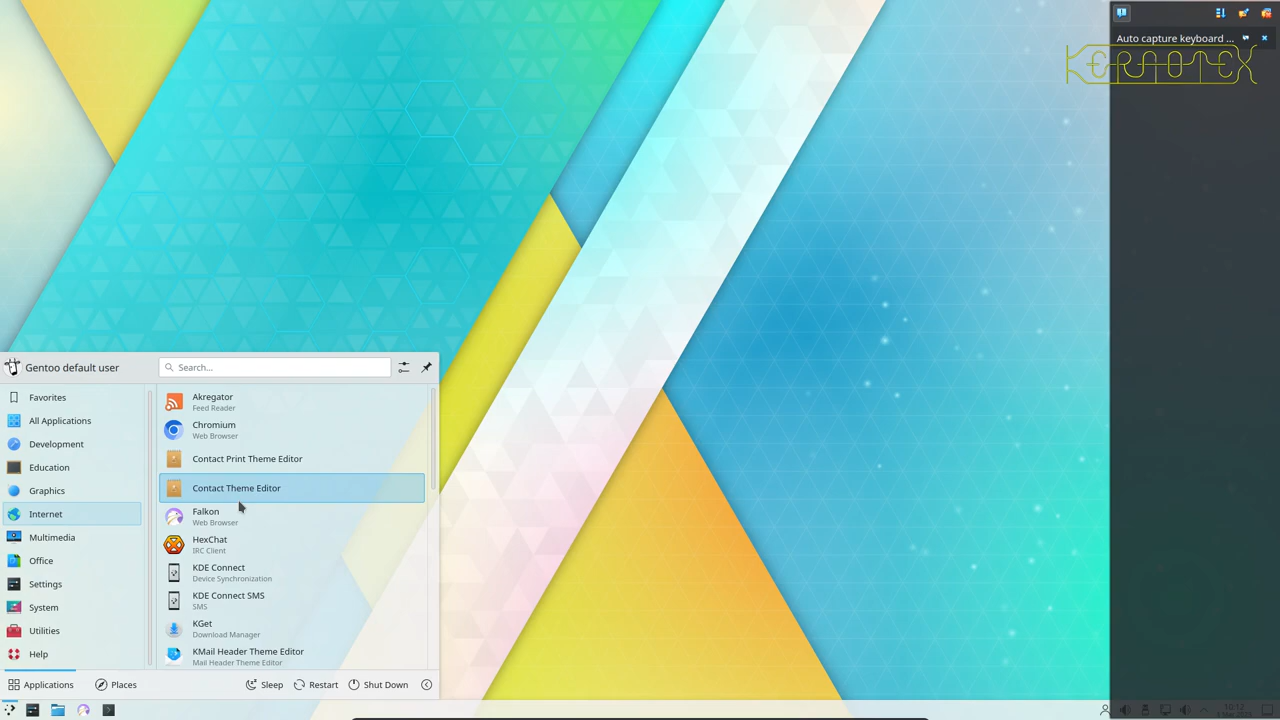 Auto capture keyboard ...
KERNOTEX
Gentoo default user
Search...
Favorites
All Applications
Development
Education
Graphics
Internet
Multimedia
Office
Settings
System
Utilities
Help
Akregator
Feed Reader
Chromium
Web Browser
Contact Print Theme Editor
Contact Theme Editor
Falkon
Web Browser
HexChat
IRC Client
KDE Connect
Device Synchronization
KDE Connect SMS
SMS
KGet
Download Manager
KMail Header Theme Editor
Mail Header Theme Editor
Applications
Places
Sleep
Restart
Shut Down
10:12